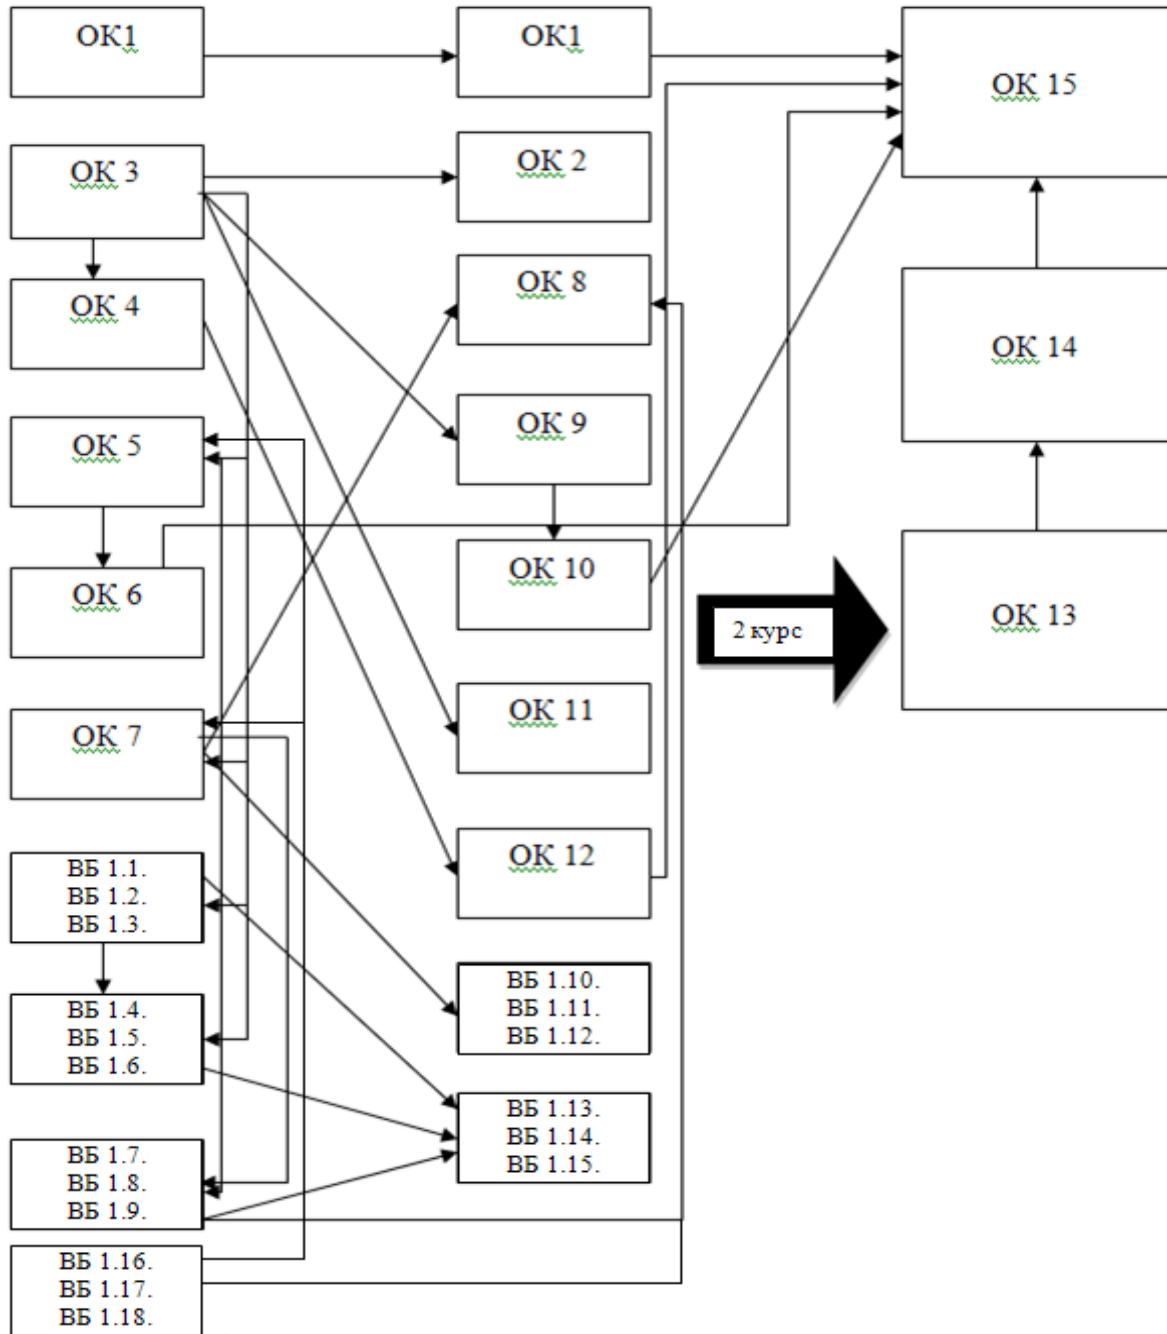 ОК1
ОК 3
ОК 4
ОК 5
ОК 6
ОК 7
ВБ 1.1.
ВБ 1.2.
ВБ 1.3.
ВБ 1.4.
ВБ 1.5.
ВБ 1.6.
ВБ 1.7.
ВБ 1.8.
ВБ 1.9.
ВБ 1.16.
ВБ 1.17.
ВБ 1.18.
ОК1
ОК 2
ОК 8
ОК 9
ОК 10
ОК 11
ОК 12
ВБ 1.10.
ВБ 1.11.
ВБ 1.12.
ВБ 1.13.
ВБ 1.14.
ВБ 1.15.
2 курс
ОК 15
ОК 14
ОК 13